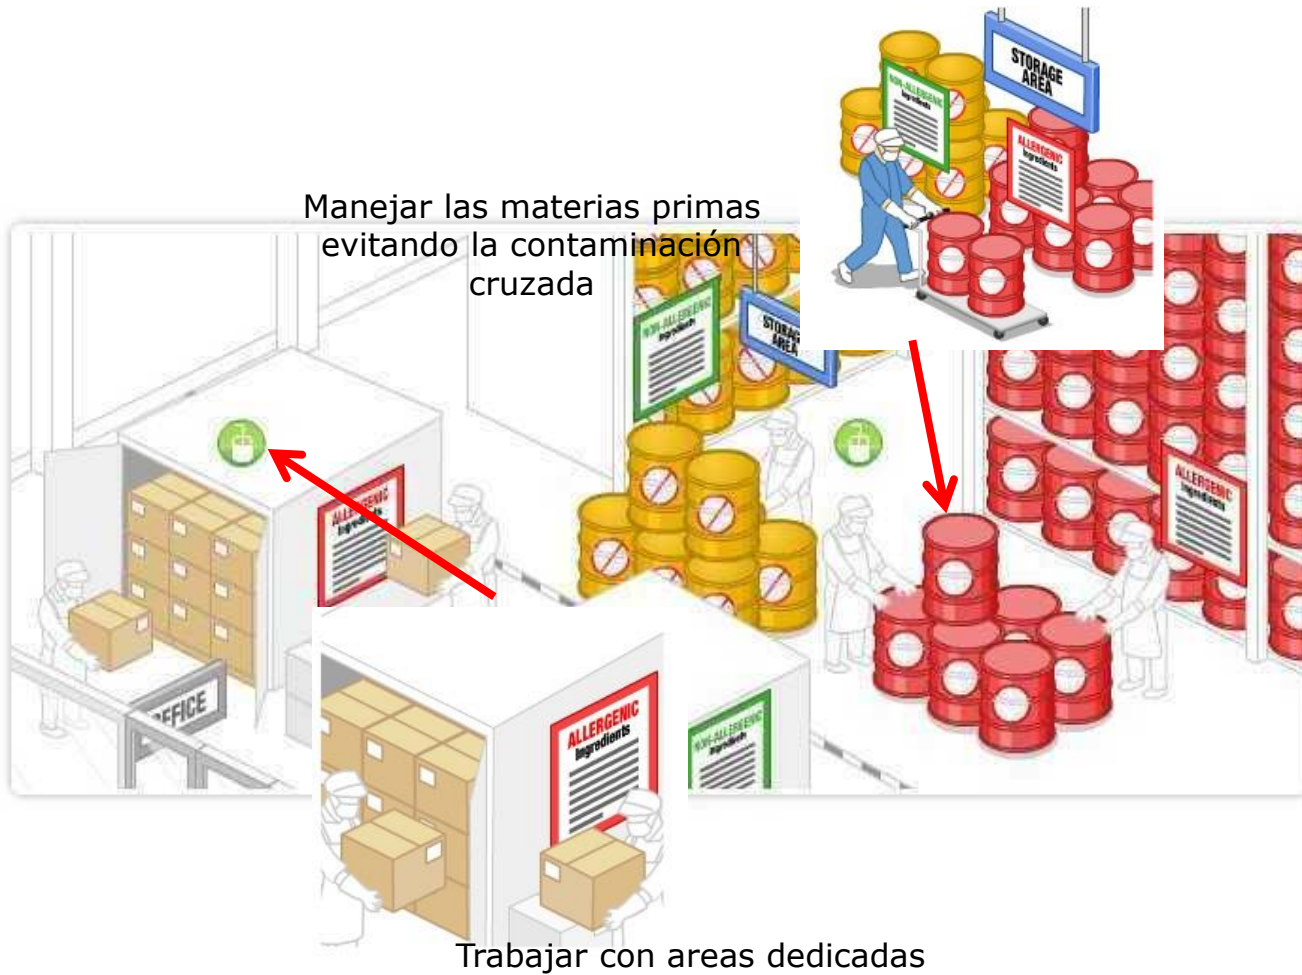 STORAGE
AREA
NON-ALLERGENIC
Ingredients
ALLERGENIC
Ingredients
Manejar las materias primas
evitando la contaminación
cruzada
NON-ALLERGENIC
Ingredients
STORAGE
AREA
ALLERGENIC
Ingredients
ALLERGENIC
Ingredients
OFFICE
ALLERGENIC
Ingredients
NON-ALLERGENIC
Ingredients
Trabajar con areas dedicadas